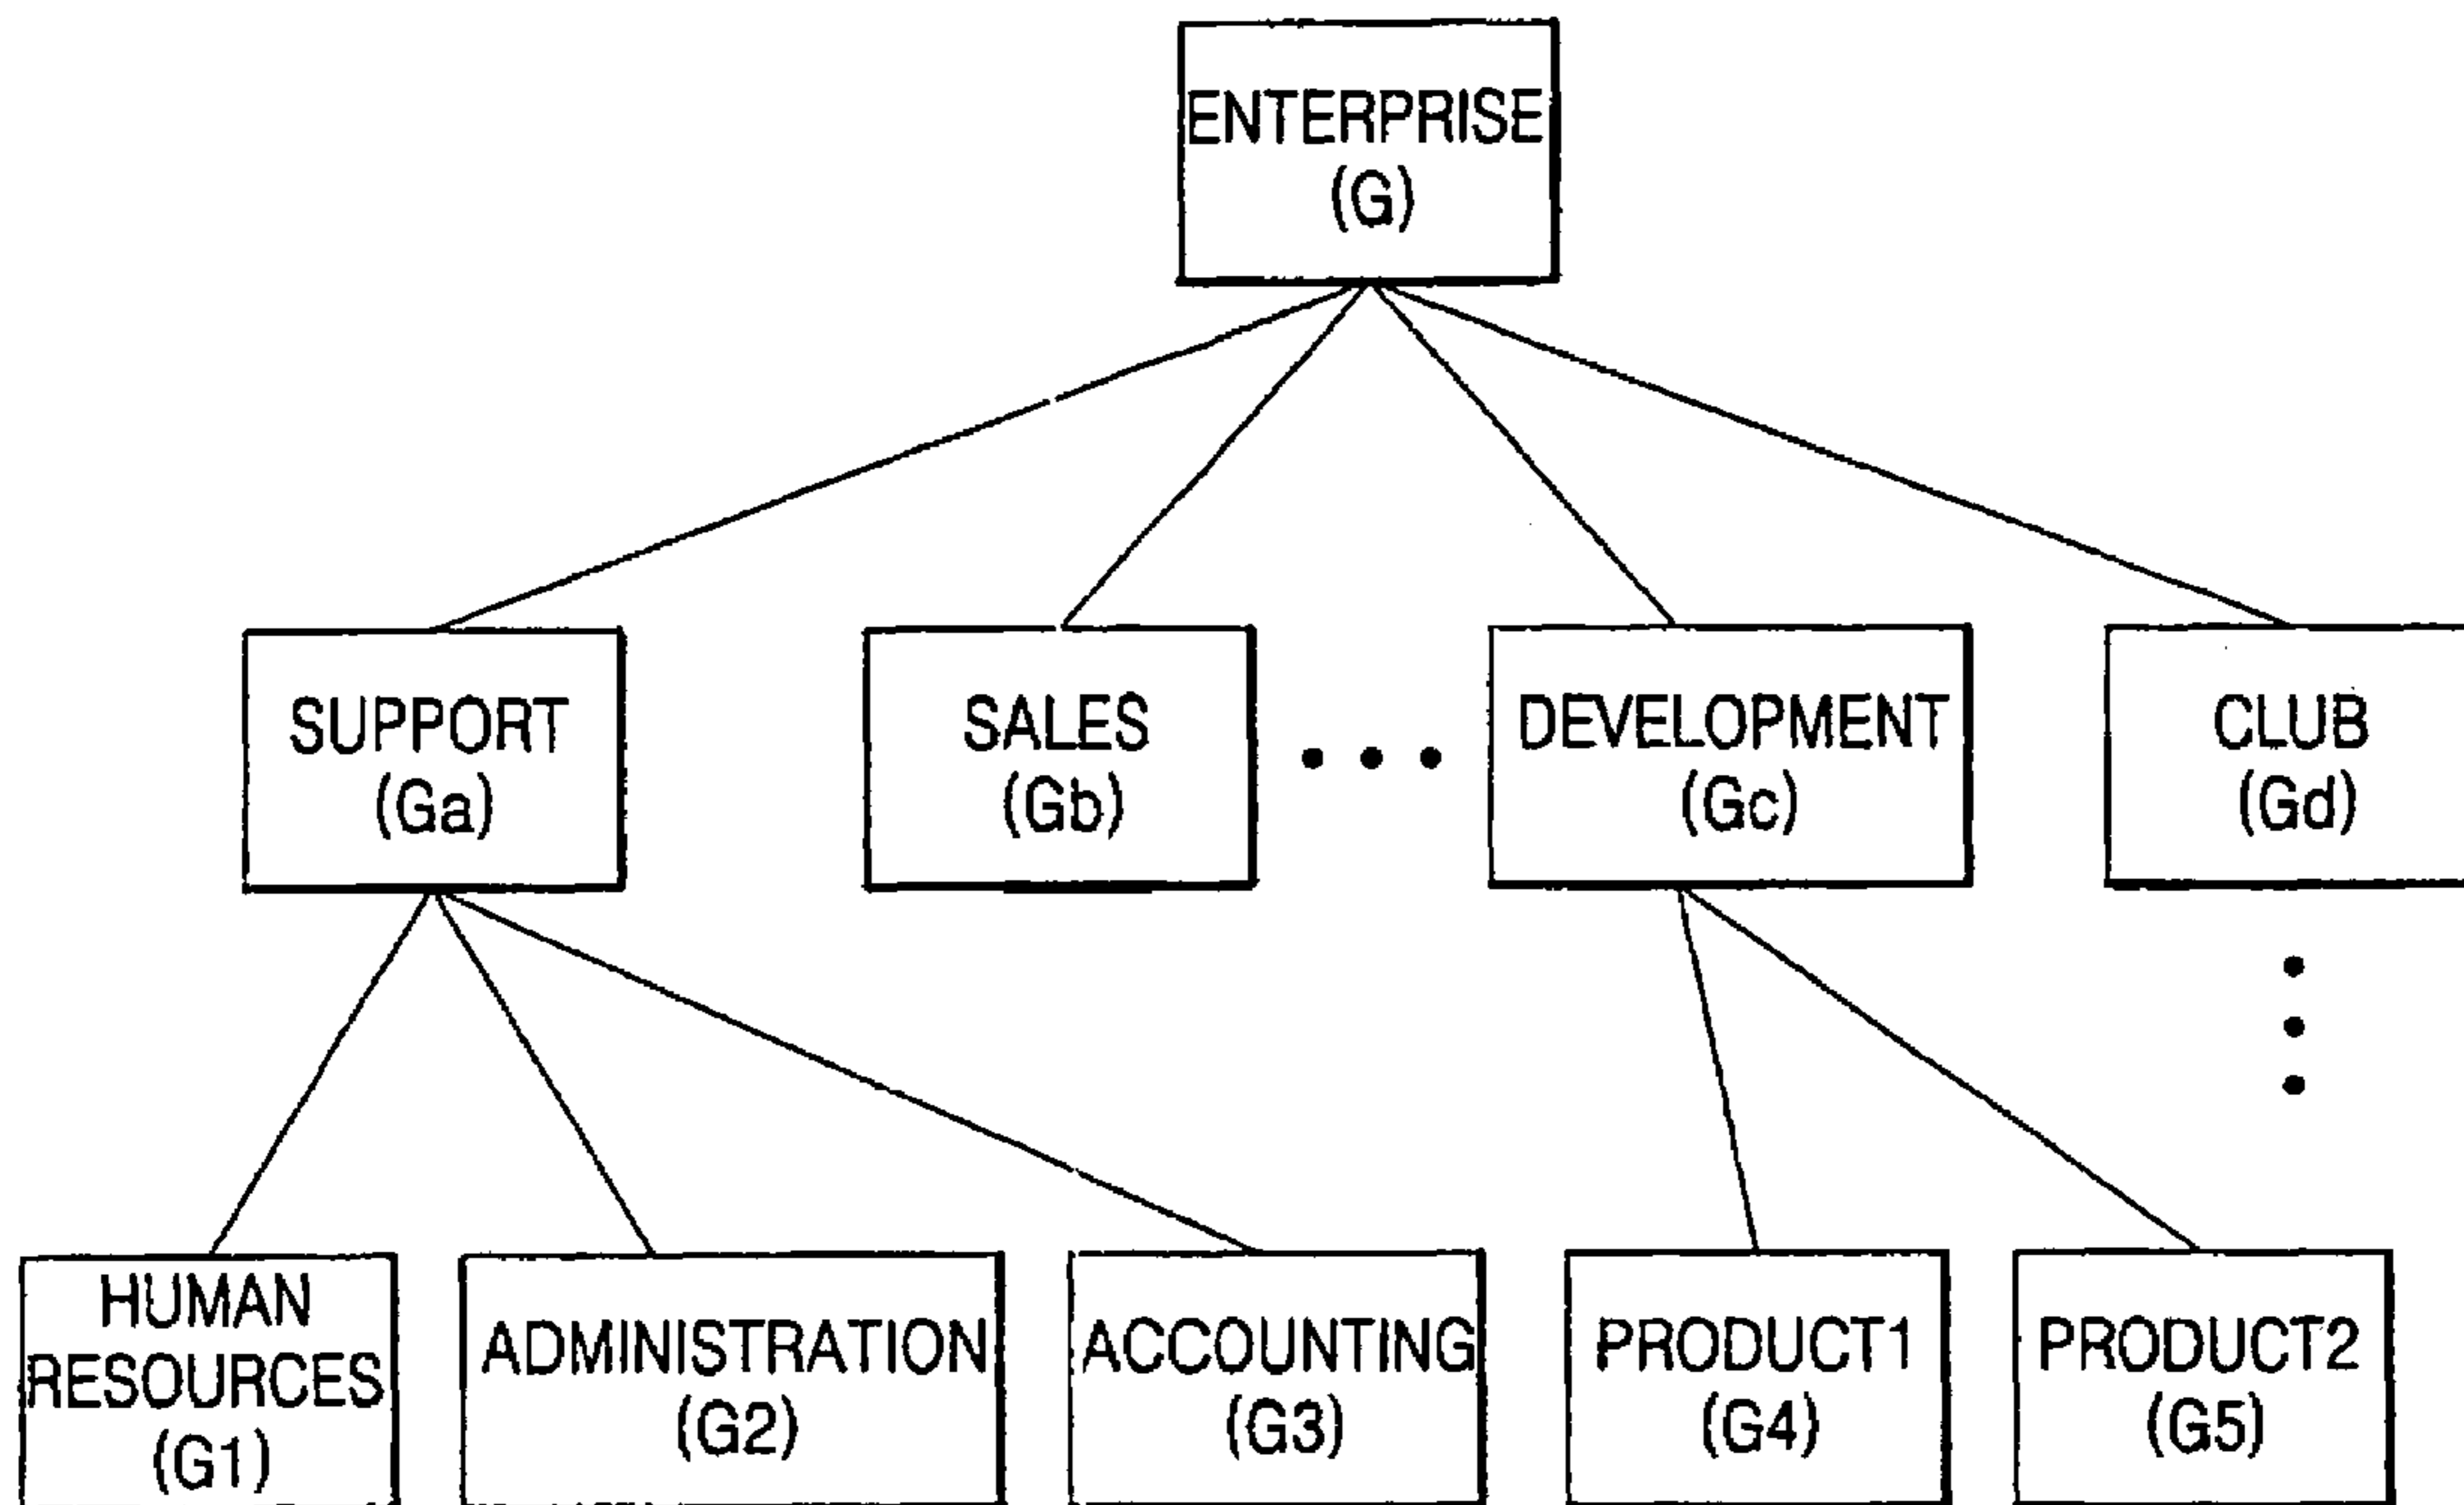 ENTERPRISE
(G)
SUPPORT
(Ga)
SALES
(Gb)
DEVELOPMENT
(Gc)
CLUB
(Gd)
HUMAN
RESOURCES
(G1)
ADMINISTRATION
(G2)
ACCOUNTING
(G3)
PRODUCT1
(G4)
PRODUCT2
(G5)